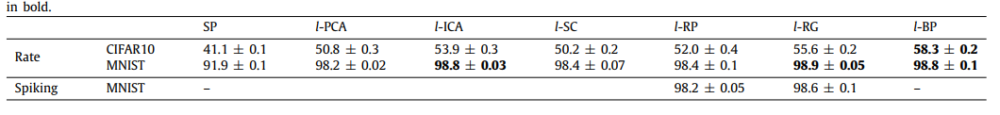 in bold.
SP l-PCA l-ICA l-SC l-RP l-RG l-BP
Rate CIFAR10 41.1 ± 0.1 50.8 ± 0.3 53.9 ± 0.3 50.2 ± 0.2 52.0 ± 0.4 55.6 ± 0.2 58.3 ± 0.2
MNIST 91.9 ± 0.1 98.2 ± 0.02 98.8 ± 0.03 98.4 ± 0.07 98.4 ± 0.1 98.9 ± 0.05 98.8 ± 0.1
Spiking MNIST – 98.2 ± 0.05 98.6 ± 0.1 –